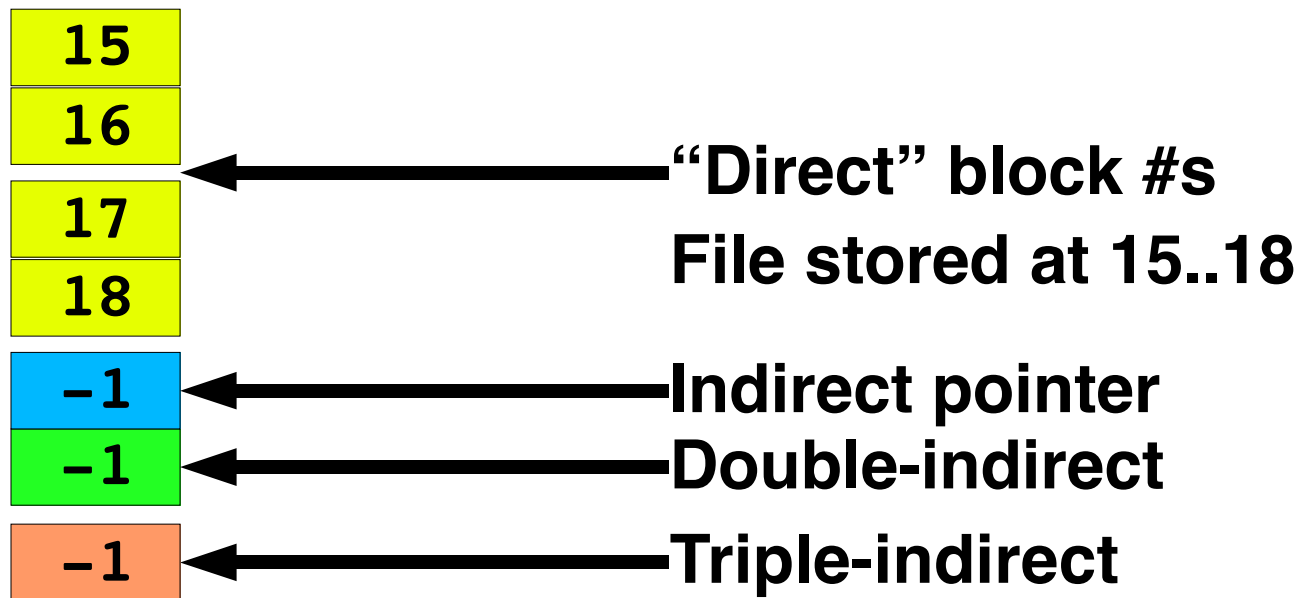 15
16
“Direct” block #s
17
File stored at 15..18
18
-1 Indirect pointer
-1 Double-indirect
-1 Triple-indirect